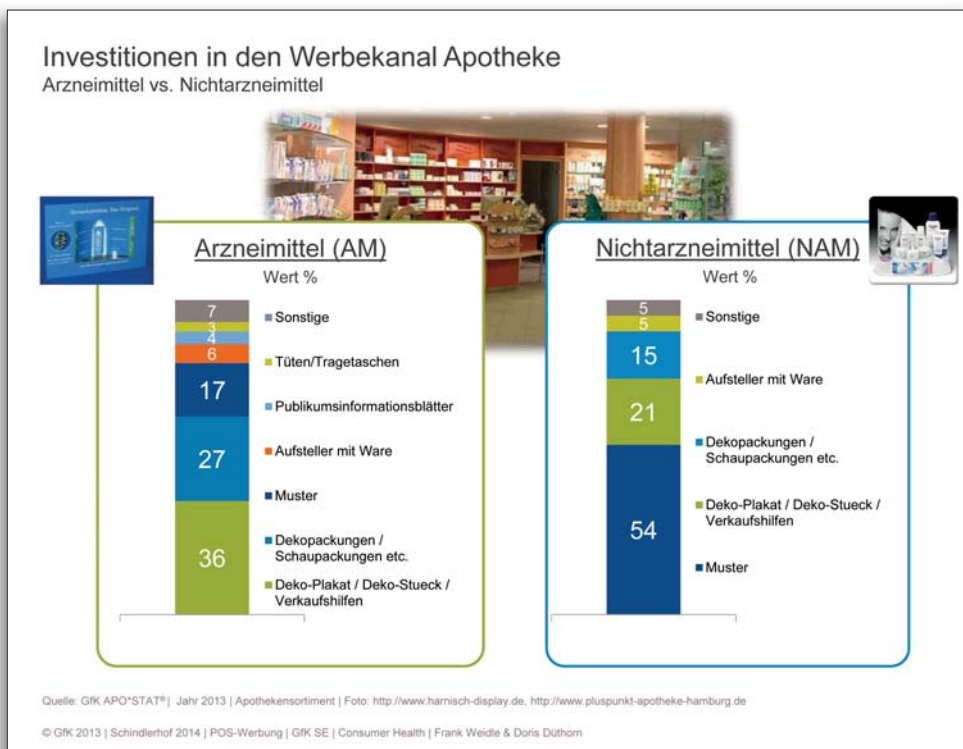 Investitionen in den Werbekanal Apotheke
Arzneimittel vs. Nichtarzneimittel
Arzneimittel (AM)
Wert %
7
3
4
6
17
27
36
Sonstige
Tüten/Tragetaschen
Publikumsinformationsblätter
Aufsteller mit Ware
Muster
Dekopackungen /
Schaupackungen etc.
Deko-Plakat / Deko-Stueck /
Verkaufshilfen
Nichtarzneimittel (NAM)
Wert %
5
5
15
21
54
Sonstige
Aufsteller mit Ware
Dekopackungen /
Schaupackungen etc.
Deko-Plakat / Deko-Stueck /
Verkaufshilfen
Muster
Quelle: GfK APO*STAT® | Jahr 2013 | Apothekensortiment | Foto: http://www.harnisch-display.de, http://www.pluspunkt-apotheke-hamburg.de
© GfK 2013 | Schindlerhof 2014 | POS-Werbung | GfK SE | Consumer Health | Frank Weidle & Doris Düthorn